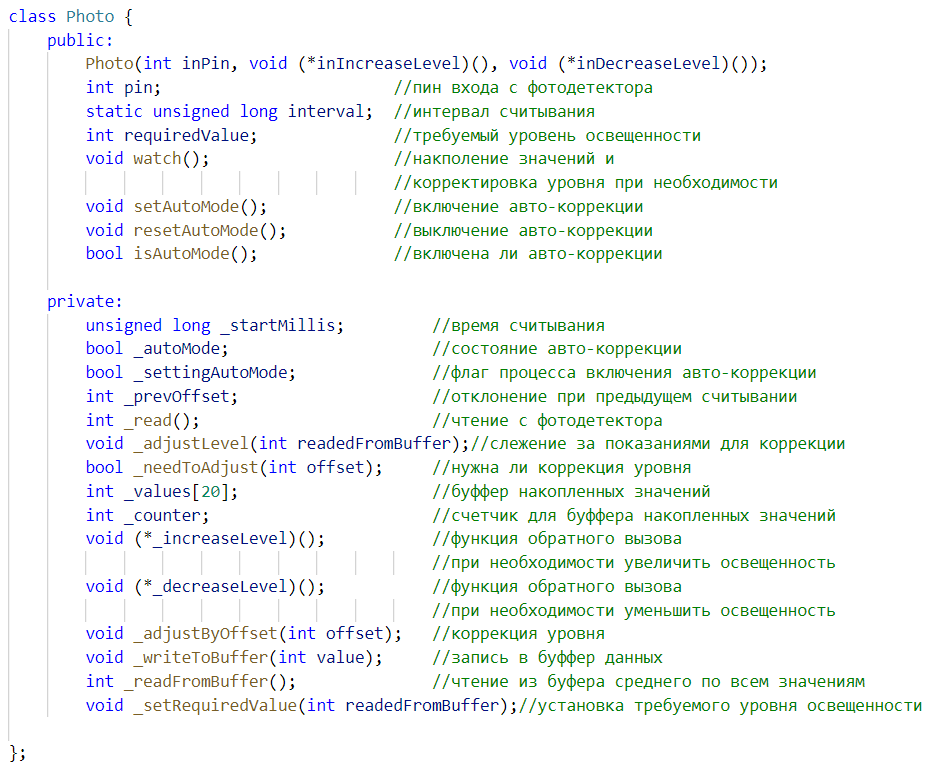 class Photo {
public:
Photo(int inPin, void (*inIncreaseLevel)(), void (*inDecreaseLevel)());
int pin; //пин входа с фотодетектора
static unsigned long interval; //интервал считывания
int requiredValue; //требуемый уровень освещенности
void watch(); //накполение значений и
//корректировка уровня при необходимости
void setAutoMode(); //включение авто-коррекции
void resetAutoMode(); //выключение авто-коррекции
bool isAutoMode(); //включена ли авто-коррекции
private:
unsigned long _startMillis; //время считывания
bool _autoMode; //состояние авто-коррекции
bool _settingAutoMode; //флаг процесса включения авто-коррекции
int _prevOffset; //отклонение при предыдущем считывании
int _read(); //чтение с фотодетектора
void _adjustLevel(int readedFromBuffer);//слежение за показаниями для коррекции
bool _needToAdjust(int offset); //нужна ли коррекция уровня
int _values[20]; //буффер накопленных значений
int _counter; //счетчик для буффера накопленных значений
void (*_increaseLevel)(); //функция обратного вызова
//при необходимости увеличить освещенность
void (*_decreaseLevel)(); //функция обратного вызова
//при необходимости уменьшить освещенность
void _adjustByOffset(int offset); //коррекция уровня
void _writeToBuffer(int value); //запись в буффер данных
int _readFromBuffer(); //чтение из буфера среднего по всем значениям
void _setRequiredValue(int readedFromBuffer);//установка требуемого уровня освещенности
};